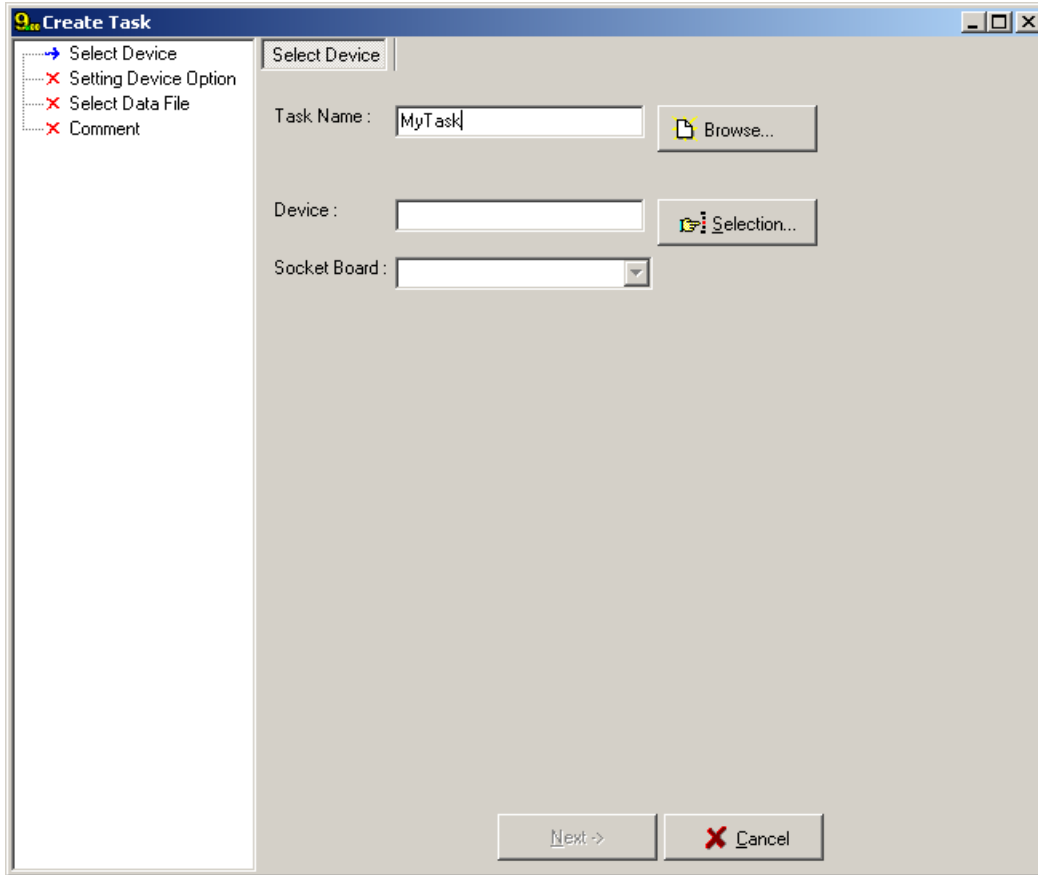 Create Task
Select Device
Setting Device Option
Select Data File
Comment
Select Device
Task Name :
MyTask
Browse...
Device :
Selection...
Socket Board :
Next ->
Cancel